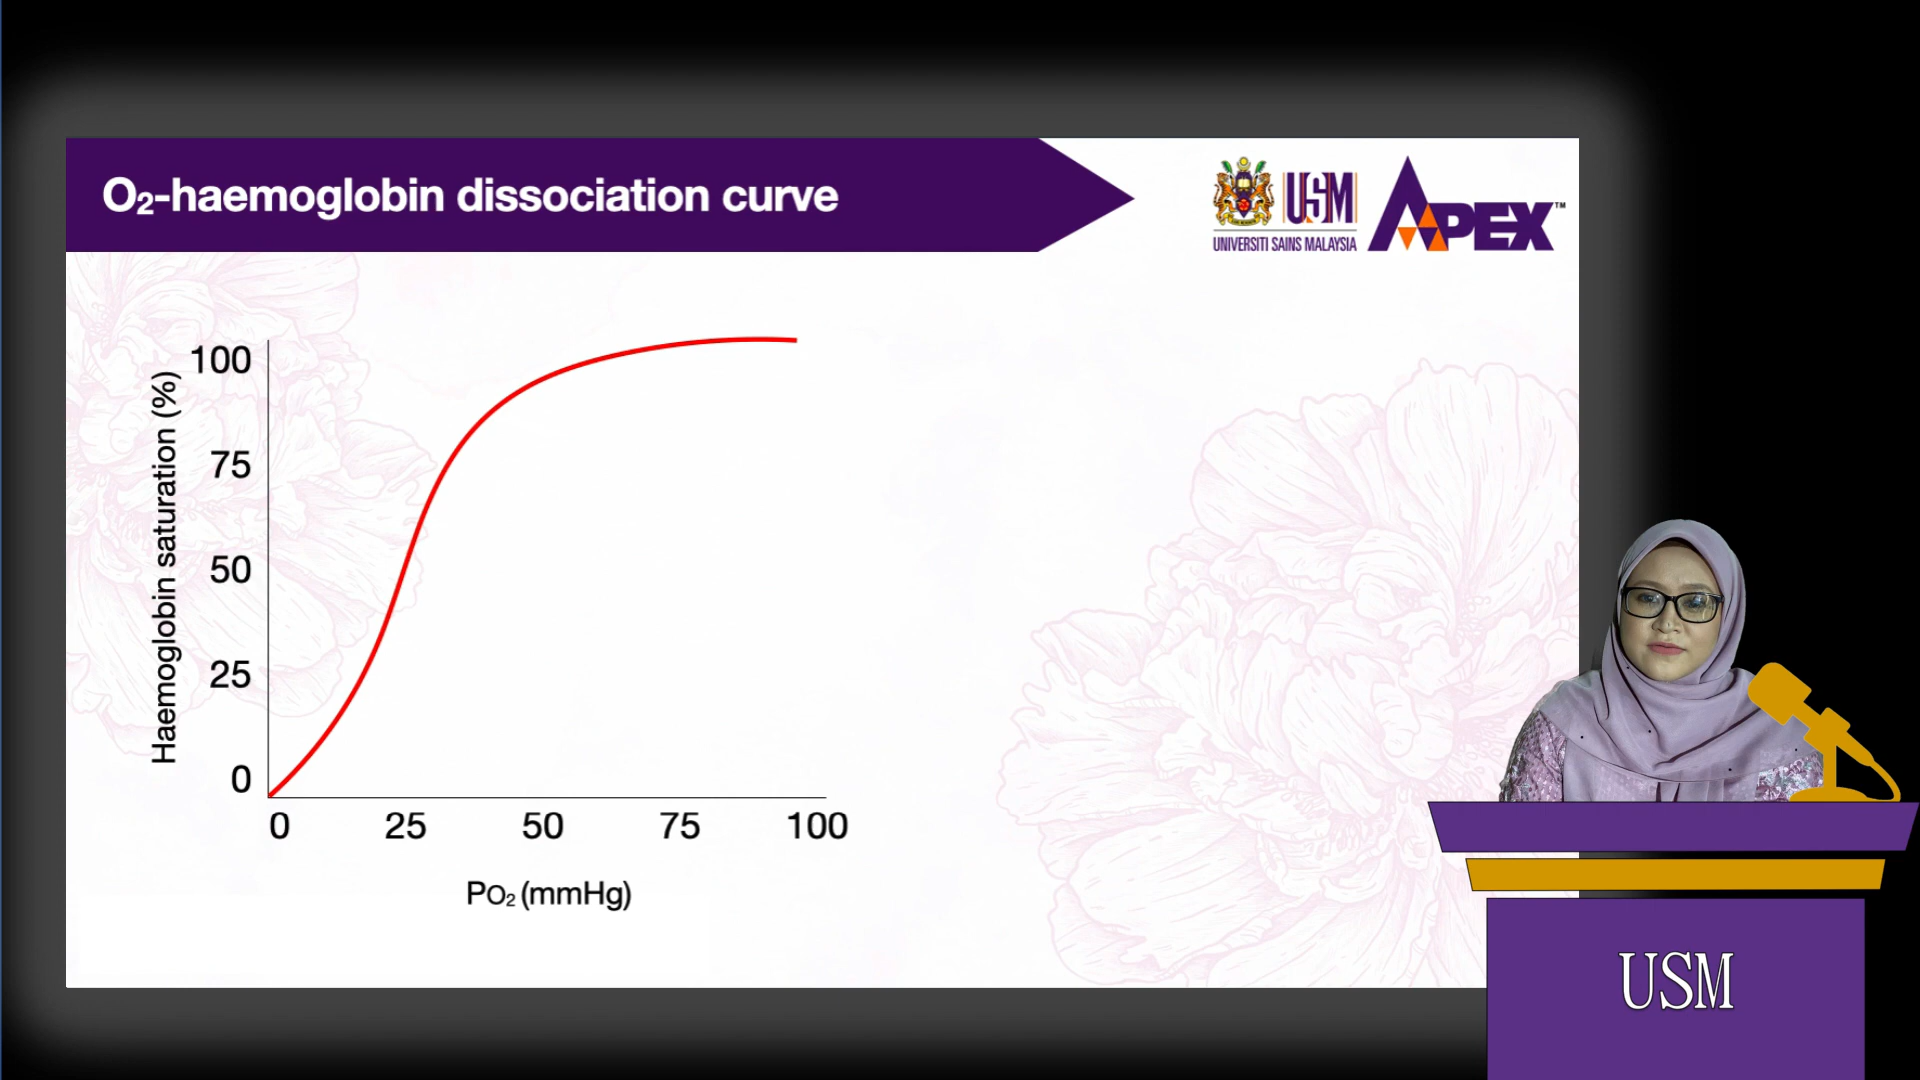 O₂-haemoglobin dissociation curve
USM
UNIVERSITI SAINS MALAYSIA
APEX™
Haemoglobin saturation (%)
100
75
50
25
0
0 25 50 75 100
PO₂ (mmHg)
USM